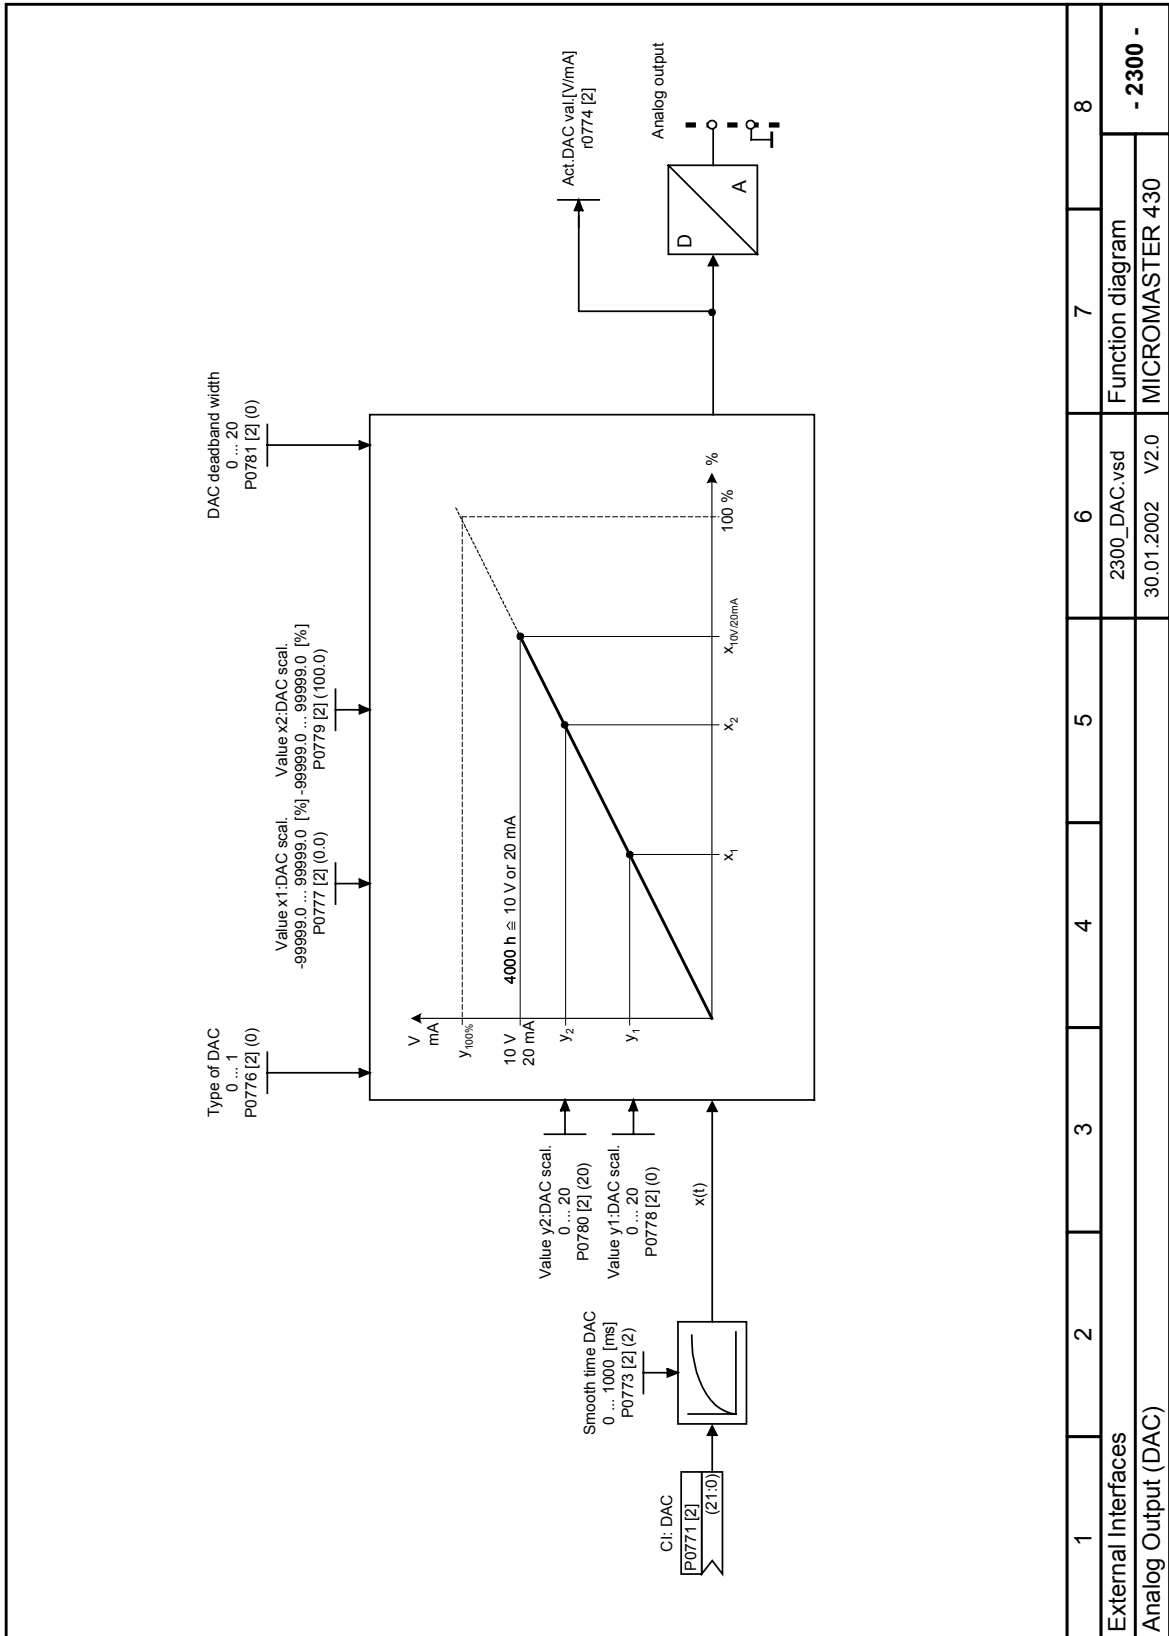 CI: DAC
P0771 [2]
(21:0)
Smooth time DAC
0 ... 1000 [ms]
P0773 [2] (2)
x(t)
Value y2:DAC scal.
0 ... 20
P0780 [2] (20)
Value y1:DAC scal.
0 ... 20
P0778 [2] (0)
Type of DAC
0 ... 1
P0776 [2] (0)
Value x1:DAC scal.
-99999.0 ... 99999.0 [%]
P0777 [2] (0.0)
Value x2:DAC scal.
-99999.0 ... 99999.0 [%]
P0779 [2] (100.0)
DAC deadband width
0 ... 20
P0781 [2] (0)
V
mA
y100%
10 V
20 mA
y2
y1
4000 h ≙ 10 V or 20 mA
x1
x2
x10V/20mA
100 %
%
Act.DAC val.[V/mA]
r0774 [2]
Analog output
D
A
1 2 3 4 5 6 7 8
External Interfaces
2300_DAC.vsd
Function diagram
- 2300 -
Analog Output (DAC)
30.01.2002 V2.0
MICROMASTER 430